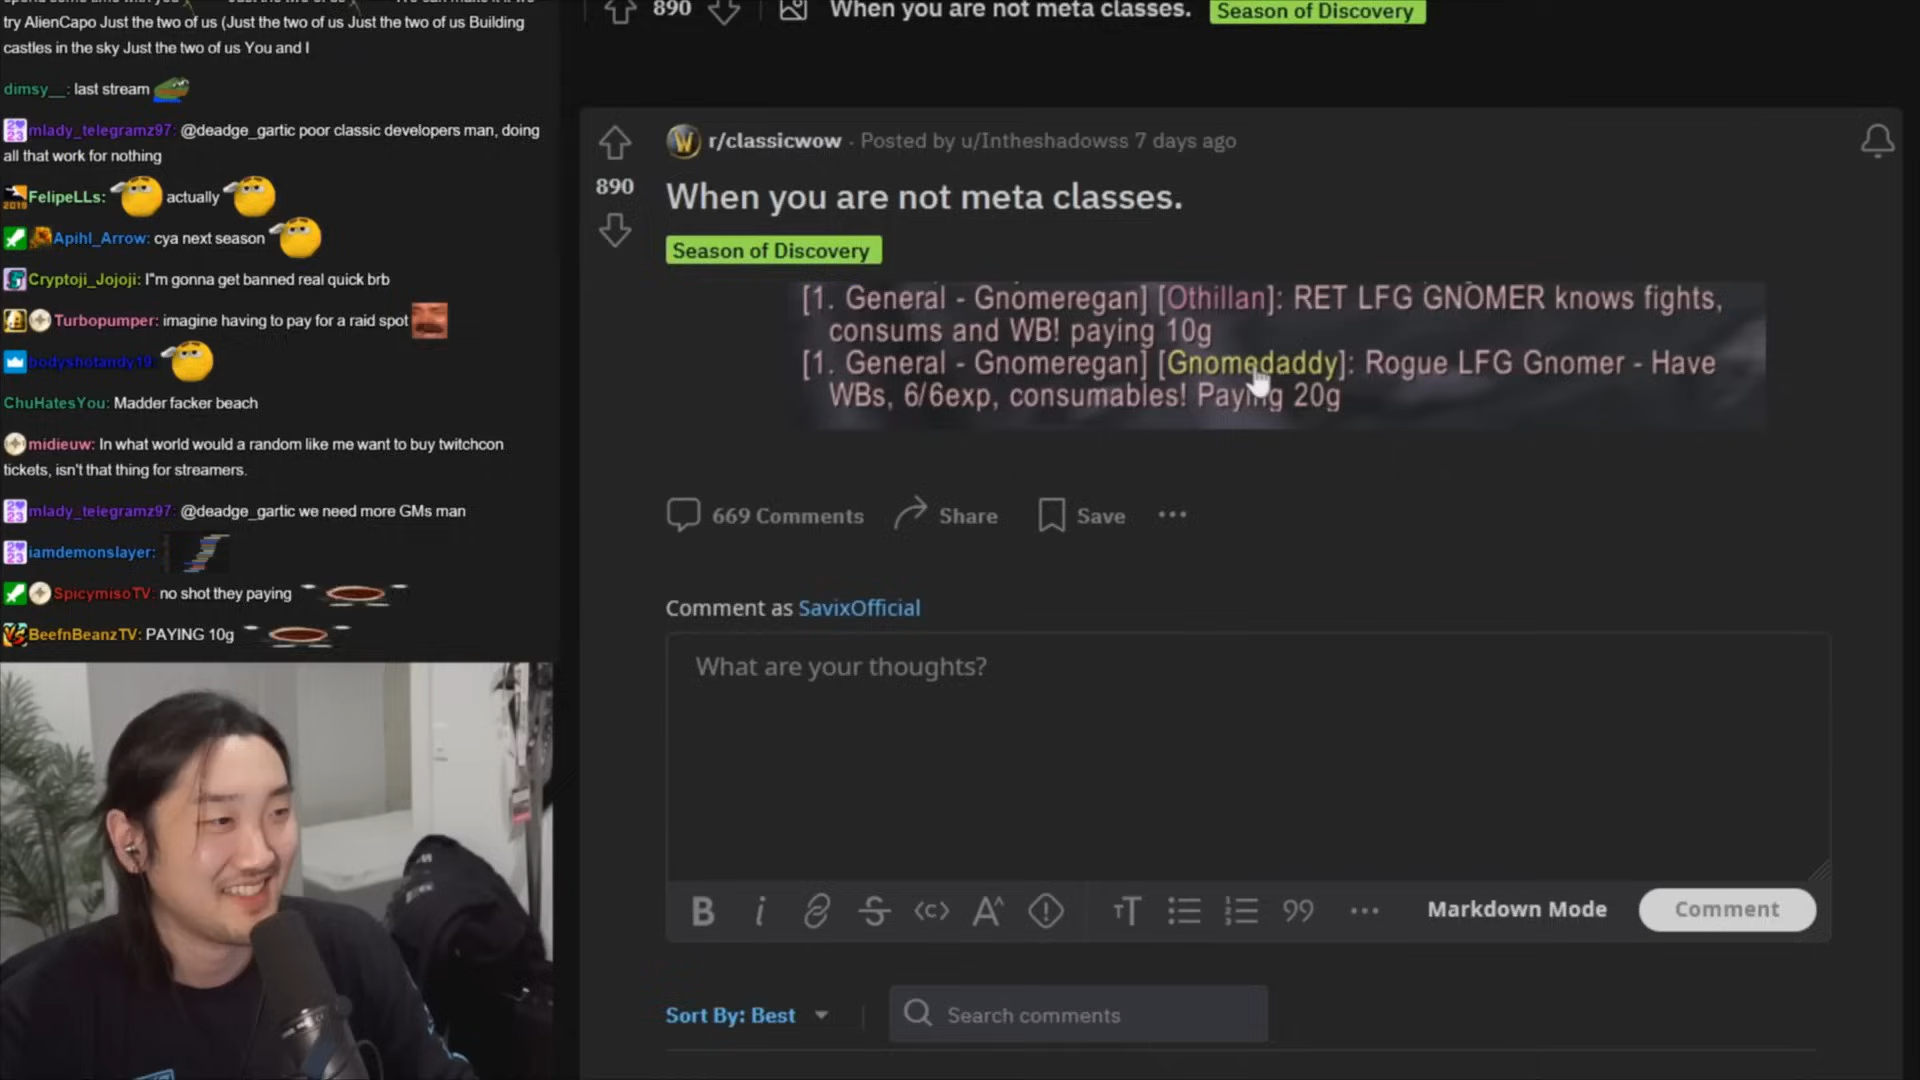 try AlienCapo Just the two of us (Just the two of us Just the two of us Building
castles in the sky Just the two of us You and I
dimsy__: last stream
mlady_telegramz97: @deadge_gartic poor classic developers man, doing
all that work for nothing
FelipeLLs: actually
Apihl_Arrow: cya next season
Cryptoji_Jojoji: I"m gonna get banned real quick brb
Turbopumper: imagine having to pay for a raid spot
bodyshotandy19:
ChuHatesYou: Madder facker beach
midieuw: In what world would a random like me want to buy twitchcon
tickets, isn't that thing for streamers.
mlady_telegramz97: @deadge_gartic we need more GMs man
iamdemonslayer:
SpicymisoTV: no shot they paying
BeefnBeanzTV: PAYING 10g
890 When you are not meta classes. Season of Discovery
r/classicwow · Posted by u/Intheshadowss 7 days ago
890
When you are not meta classes.
Season of Discovery
[1. General - Gnomeregan] [Othillan]: RET LFG GNOMER knows fights,
consums and WB! paying 10g
[1. General - Gnomeregan] [Gnomedaddy]: Rogue LFG Gnomer - Have
WBs, 6/6exp, consumables! Paying 20g
669 Comments Share Save
Comment as SavixOfficial
What are your thoughts?
Markdown Mode Comment
Sort By: Best
Search comments